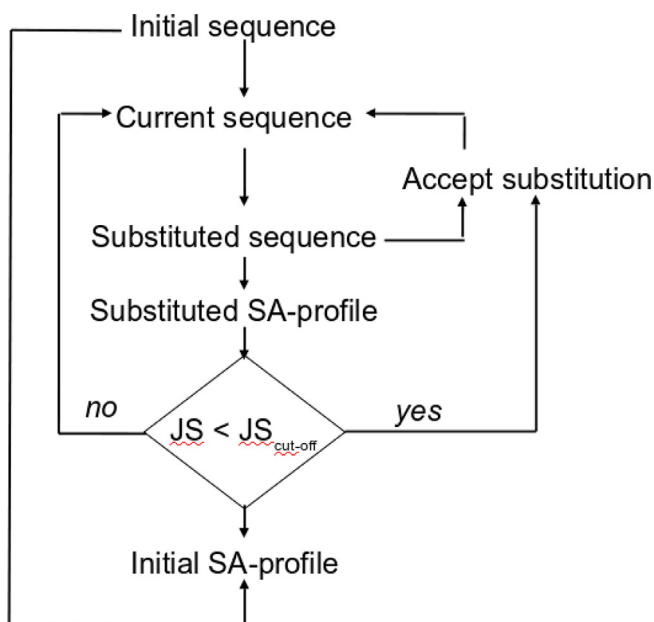 Initial sequence
Current sequence
Accept substitution
Substituted sequence
Substituted SA-profile
no
yes
JS < JS cut-off
Initial SA-profile